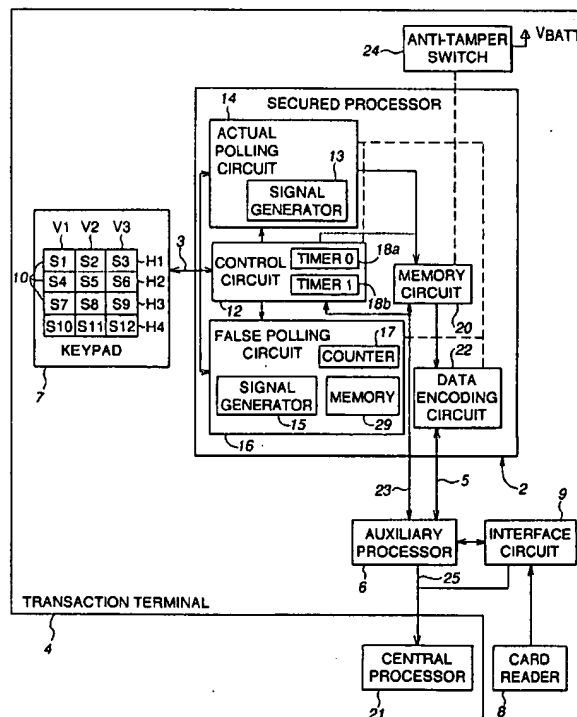 V_BATT
ANTI-TAMPER
SWITCH
24
SECURED PROCESSOR
14
ACTUAL POLLING
CIRCUIT
13
SIGNAL
GENERATOR
V1 V2 V3
3
10
S1 S2 S3 H1
S4 S5 S6 H2
S7 S8 S9 H3
S10 S11 S12 H4
KEYPAD
7
CONTROL
CIRCUIT
TIMER 0
18a
TIMER 1
18b
12
MEMORY
CIRCUIT
20
FALSE POLLING
CIRCUIT
17
COUNTER
SIGNAL
GENERATOR
15
MEMORY
29
16
22
DATA
ENCODING
CIRCUIT
23
5
2
9
AUXILIARY
PROCESSOR
6
INTERFACE
CIRCUIT
25
TRANSACTION TERMINAL
4
CENTRAL
PROCESSOR
21
CARD
READER
8